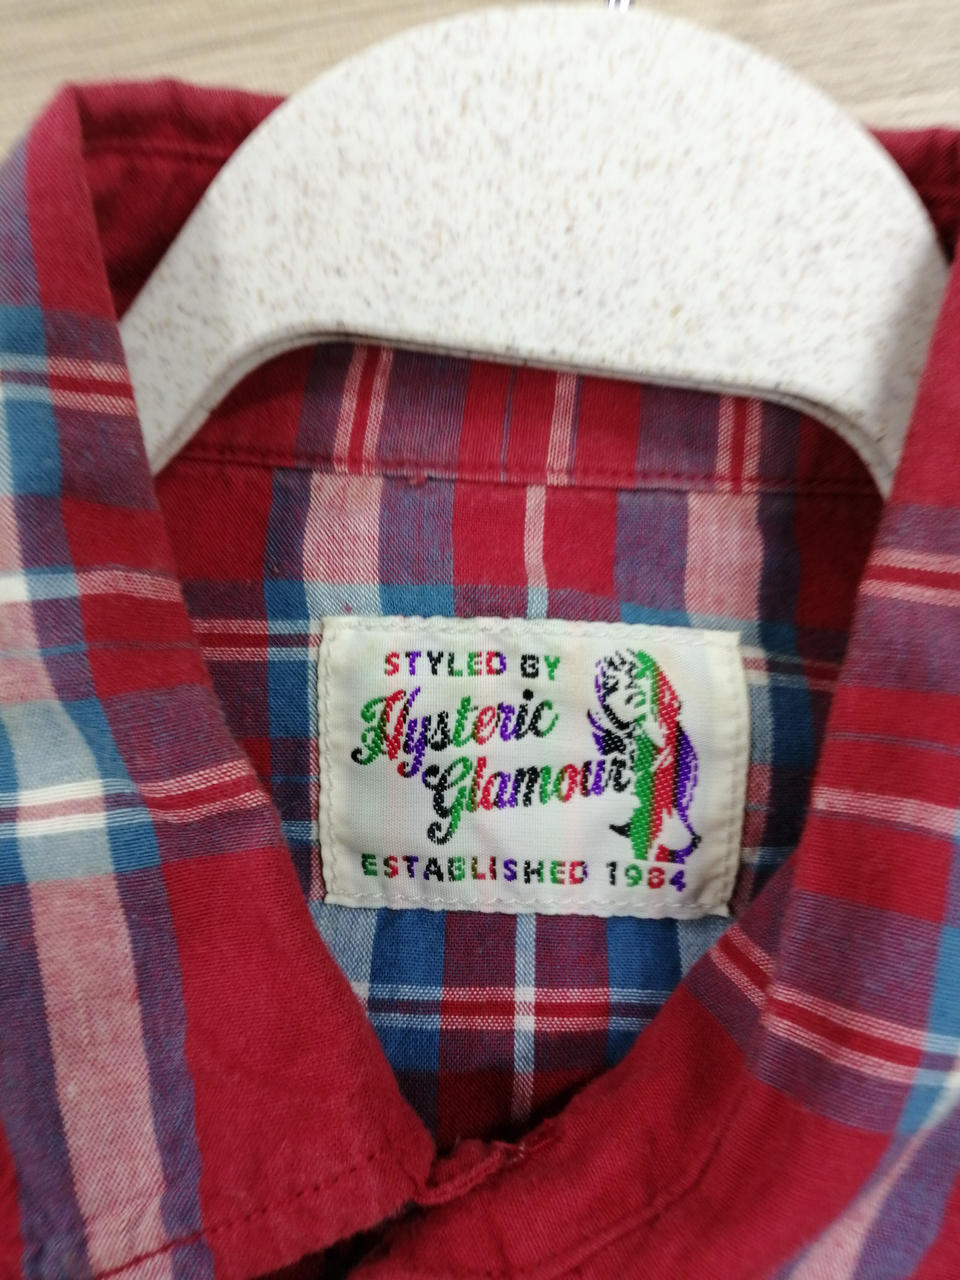 STYLED BY
Hysteric
Glamour
ESTABLISHED 1984